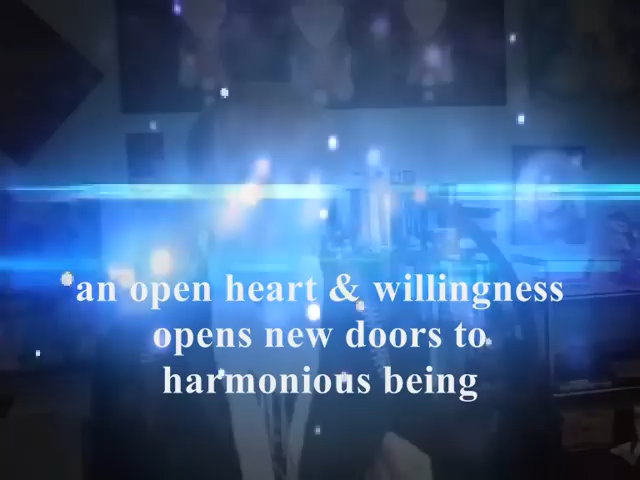 an open heart & willingness
opens new doors to
harmonious being